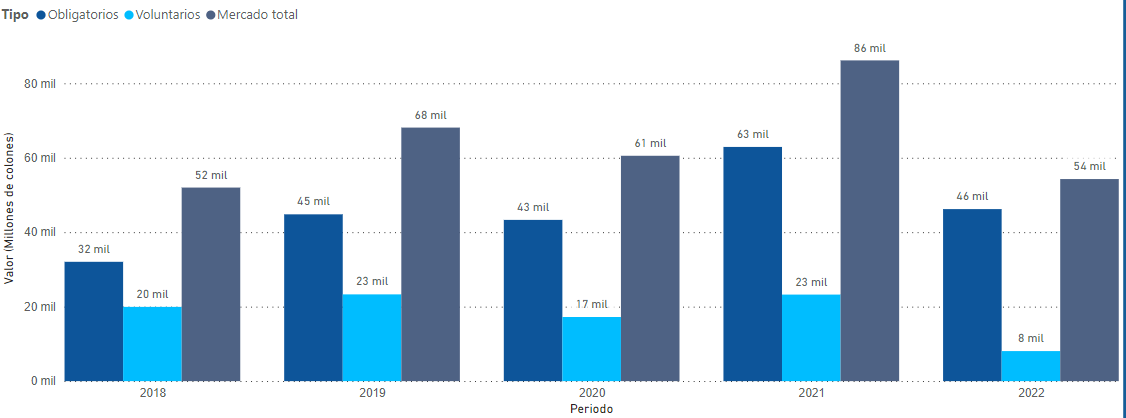 Tipo Obligatorios Voluntarios Mercado total
Valor (Millones de colones)
80 mil
60 mil
40 mil
20 mil
0 mil
32 mil
20 mil
52 mil
45 mil
23 mil
68 mil
43 mil
17 mil
61 mil
63 mil
23 mil
86 mil
46 mil
8 mil
54 mil
2018 2019 2020 2021 2022
Periodo